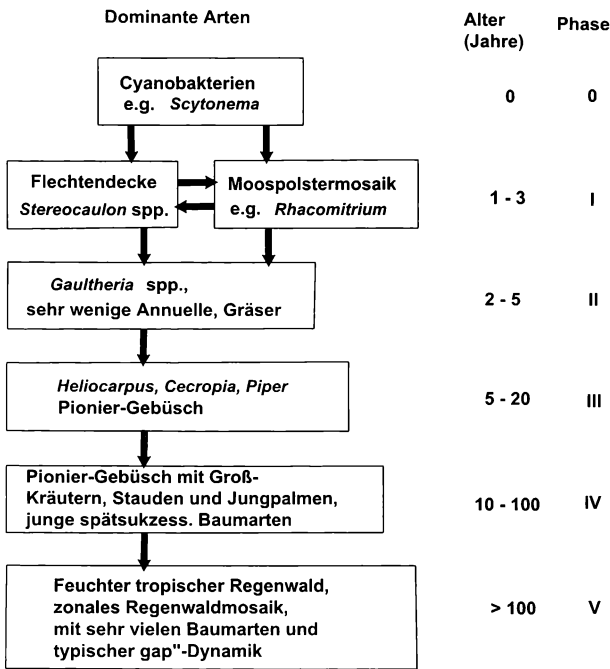 Dominante Arten
Alter
(Jahre)
Phase
Cyanobakterien
e.g. Scytonema
0
0
Flechtendecke
Stereocaulon spp.
Moospolstermosaik
e.g. Rhacomitrium
1 - 3
I
Gaultheria spp.,
sehr wenige Annuelle, Gräser
2 - 5
II
Heliocarpus, Cecropia, Piper
Pionier-Gebüsch
5 - 20
III
Pionier-Gebüsch mit Groß-
Kräutern, Stauden und Jungpalmen,
junge spätsukzess. Baumarten
10 - 100
IV
Feuchter tropischer Regenwald,
zonales Regenwaldmosaik,
mit sehr vielen Baumarten und
typischer gap"-Dynamik
> 100
V